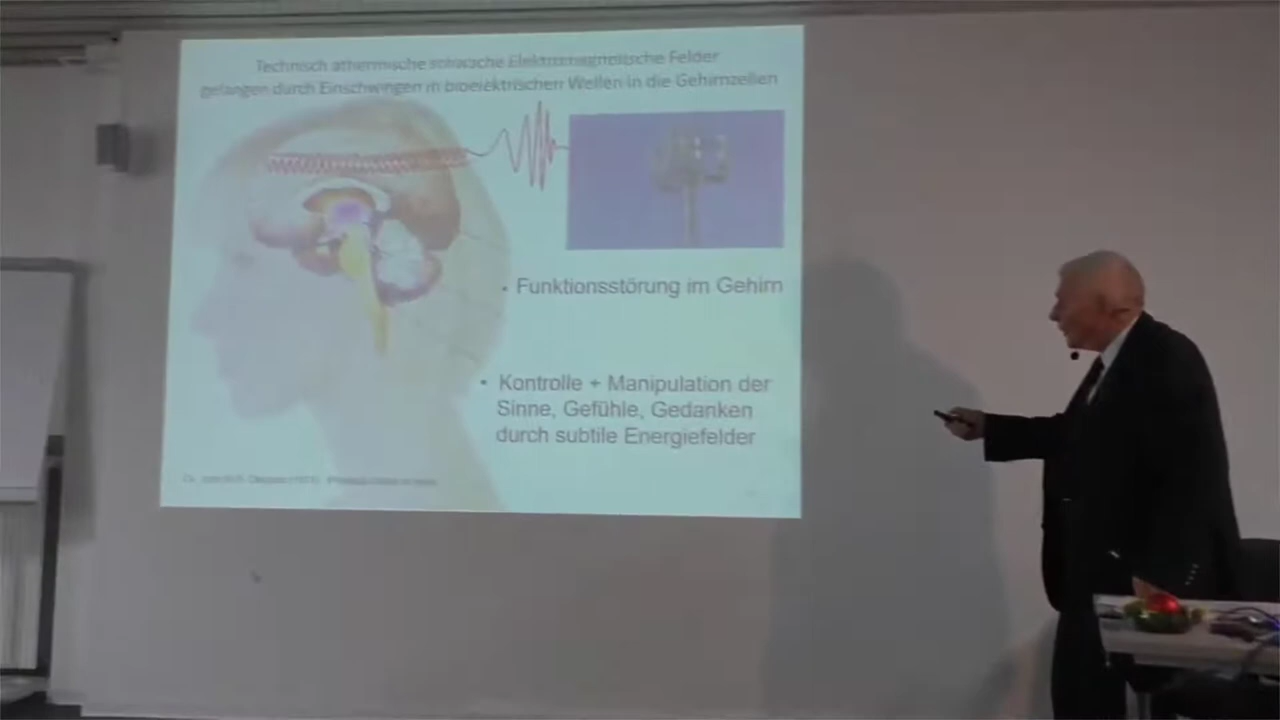 Technisch athermische schwache Elektromagnetische Felder
gelangen durch Einschwingen in bioelektrischen Wellen in die Gehirnzellen
• Funktionsstörung im Gehirn
• Kontrolle + Manipulation der
Sinne, Gefühle, Gedanken
durch subtile Energiefelder